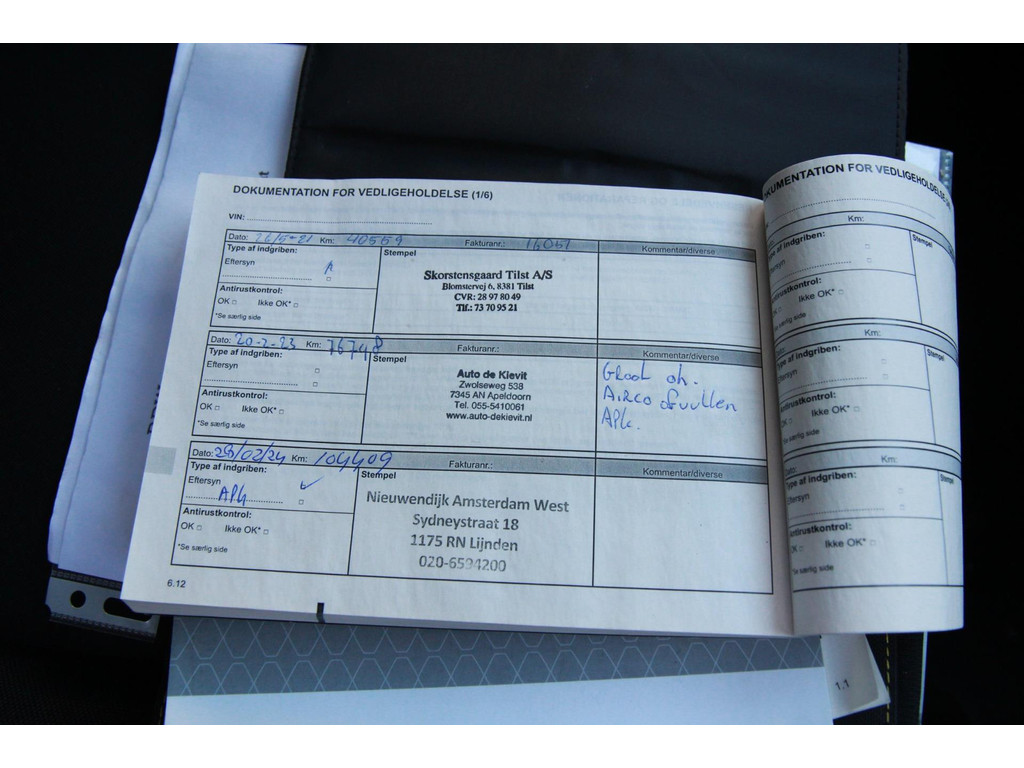 DOKUMENTATION FOR VEDLIGEHOLDELSE (1/6)
VIN:
Dato: 26/5-21 Km: 40559 Fakturanr.: 16051 Kommentar/diverse
Type af indgriben: Stempel
Eftersyn
Antirustkontrol:
OK Ikke OK*
*Se særlig side
Skorstensgaard Tilst A/S
Blomstervej 6, 8381 Tilst
CVR: 28 97 80 49
Tlf.: 73 70 95 21
Dato: 20-2-23 Km: 76748 Fakturanr.: Kommentar/diverse
Type af indgriben: Stempel
Eftersyn
Antirustkontrol:
OK Ikke OK*
*Se særlig side
Auto de Kievit
Zwolseweg 538
7345 AN Apeldoorn
Tel. 055-5410061
www.auto-dekievit.nl
Groot oh.
Airco afvullen
APK.
Dato: 28/02/24 Km: 104409 Fakturanr.: Kommentar/diverse
Type af indgriben: Stempel
Eftersyn
APK
Antirustkontrol:
OK Ikke OK*
*Se særlig side
Nieuwendijk Amsterdam West
Sydneystraat 18
1175 RN Lijnden
020-6594200
6.12
KUMENTATION FOR VEDLIGEHOLDELSE
Km:
indgriben: Stempel
Eftersyn
Antirustkontrol:
OK Ikke OK*
*Se særlig side
Km:
Type af indgriben: Stempel
Eftersyn
Antirustkontrol:
OK Ikke OK*
*Se særlig side
Dato: Km:
Type af indgriben: Stempel
Eftersyn
Antirustkontrol:
OK Ikke OK*
*Se særlig side
1.1